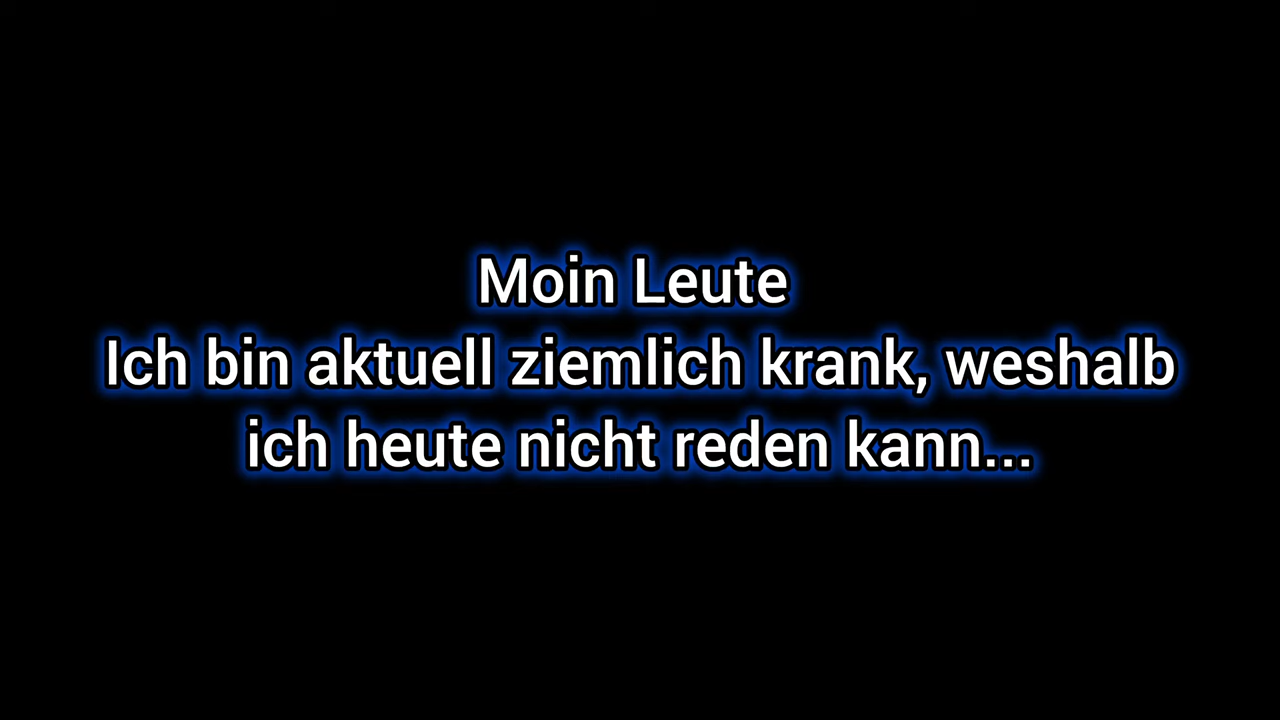 Moin Leute
Ich bin aktuell ziemlich krank, weshalb
ich heute nicht reden kann...